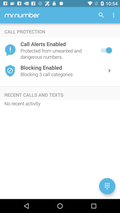 10:54
mrnumber
CALL PROTECTION
Call Alerts Enabled
Protected from unwanted and
dangerous numbers
Blocking Enabled
Blocking 3 call categories
RECENT CALLS AND TEXTS
No recent activity